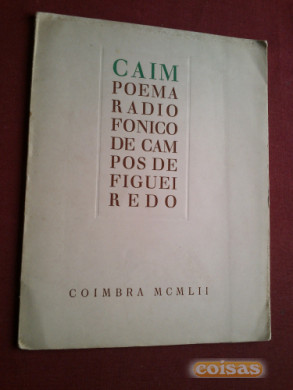 CAIM
POEMA
RADIO
FONICO
DE CAM
POS DE
FIGUEI
REDO
COIMBRA MCMLII
coisas